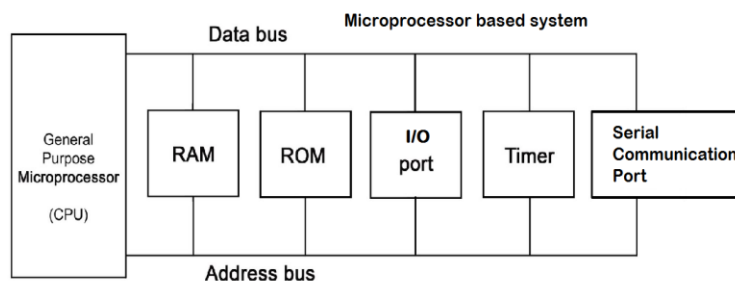 Microprocessor based system
Data bus
General
Purpose
Microprocessor
(CPU)
RAM
ROM
I/O
port
Timer
Serial
Communication
Port
Address bus